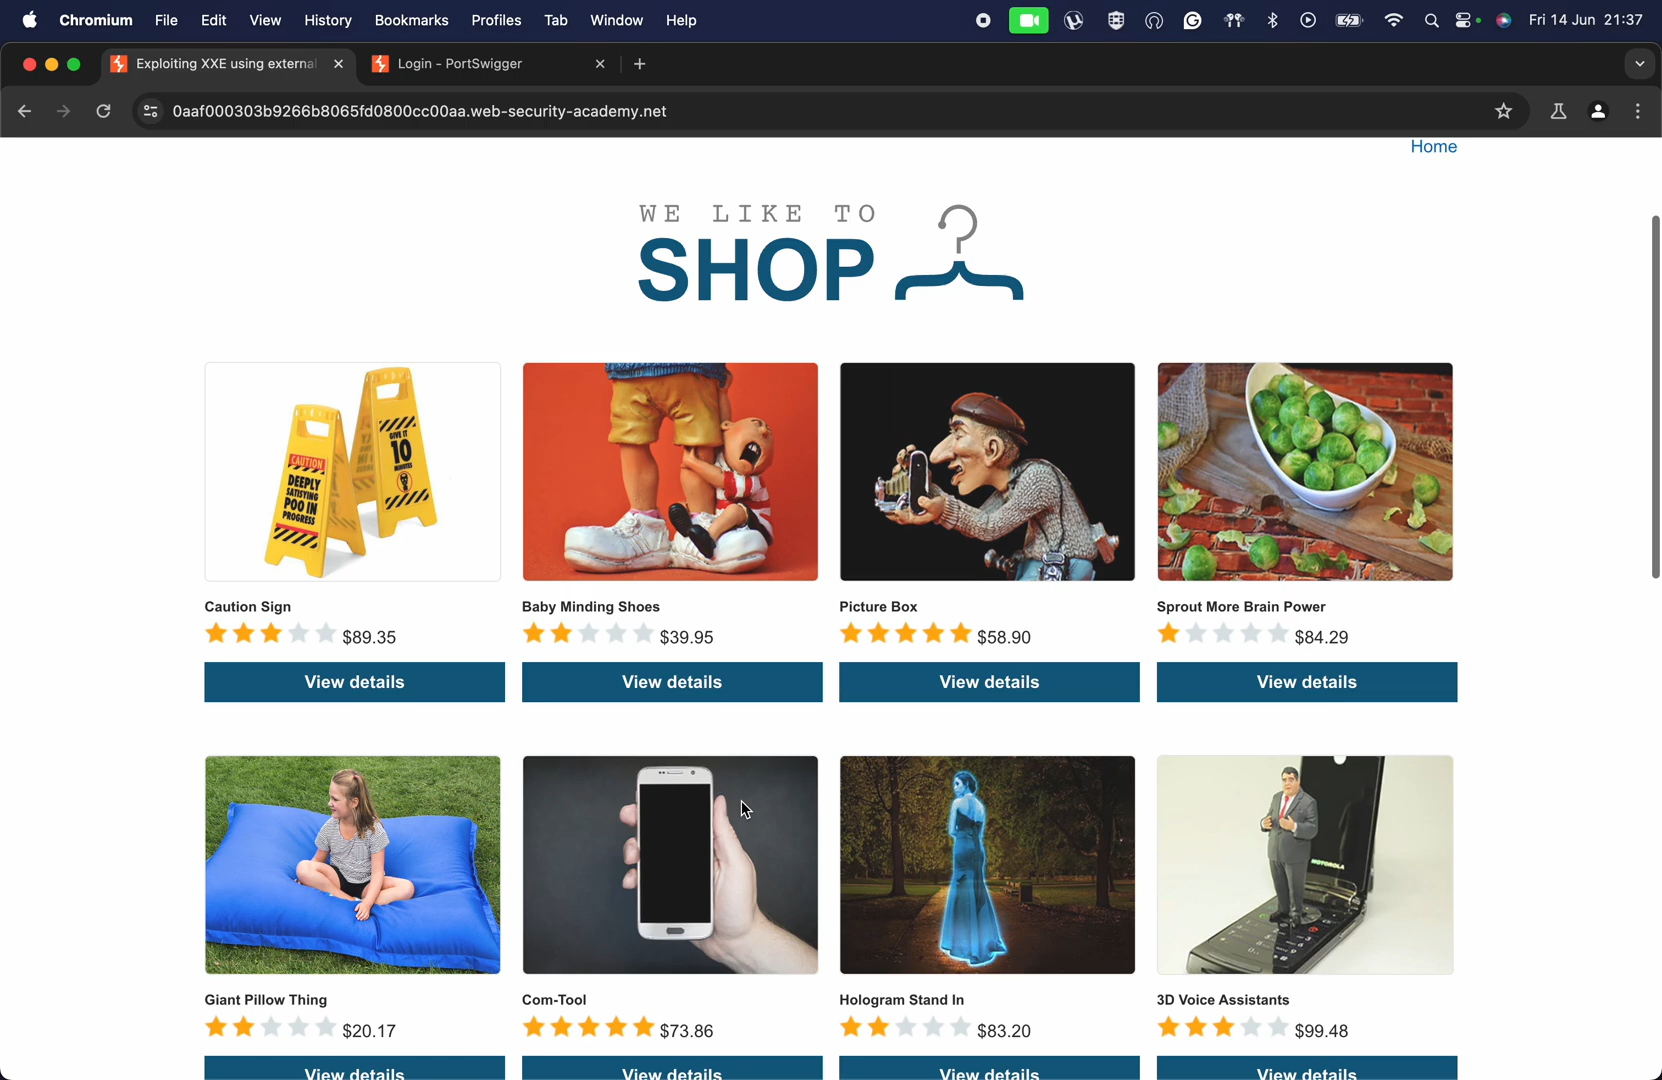 Chromium File Edit View History Bookmarks Profiles Tab Window Help Fri 14 Jun 21:37
Exploiting XXE using external Login - PortSwigger
0aaf000303b9266b8065fd0800cc00aa.web-security-academy.net
Home
WE LIKE TO
SHOP
CAUTION
DEEPLY
SATISFYING
POO IN
PROGRESS
GIVE IT
10
MINUTES
Caution Sign
$89.35
View details
Baby Minding Shoes
$39.95
View details
Picture Box
$58.90
View details
Sprout More Brain Power
$84.29
View details
MOTOROLA
Giant Pillow Thing
$20.17
View details
Com-Tool
$73.86
View details
Hologram Stand In
$83.20
View details
3D Voice Assistants
$99.48
View details